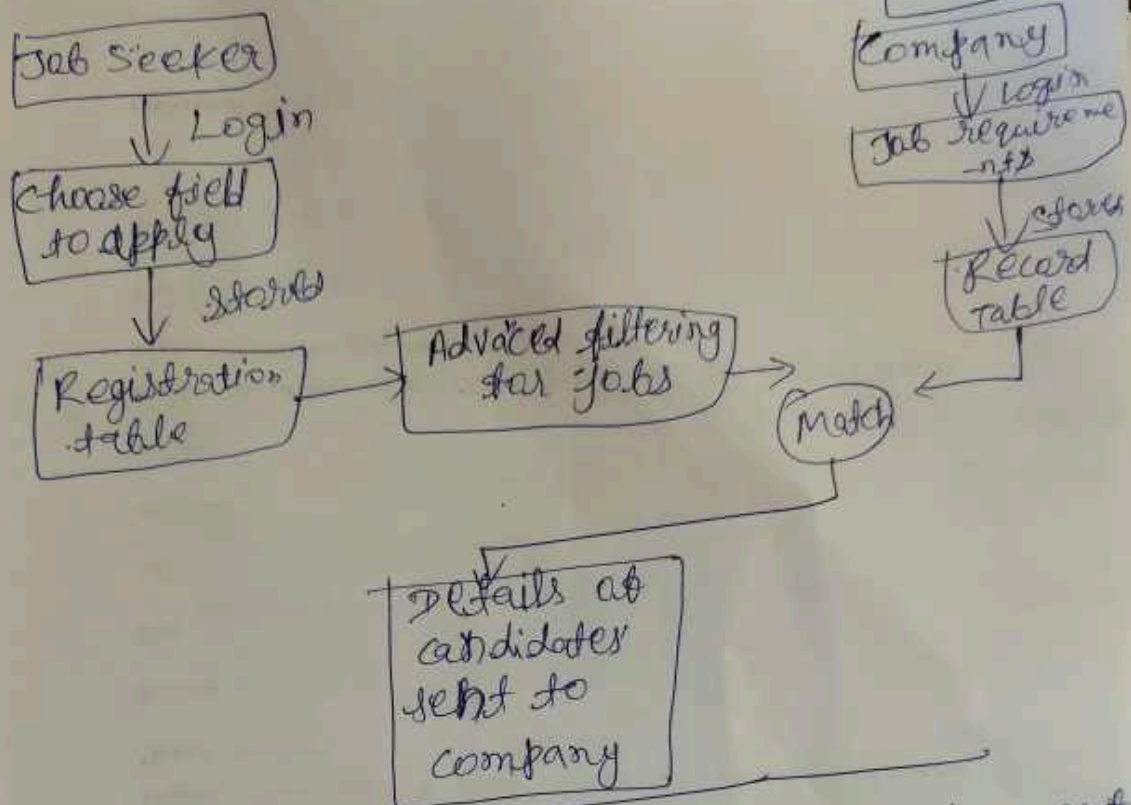 Job Seeker
Login
Choose field
to apply
stored
Registration
table
Advaced filtering
for jobs
Company
Login
Job requireme
-nts
stores
Record
Table
Match
Details of
candidates
sent to
company